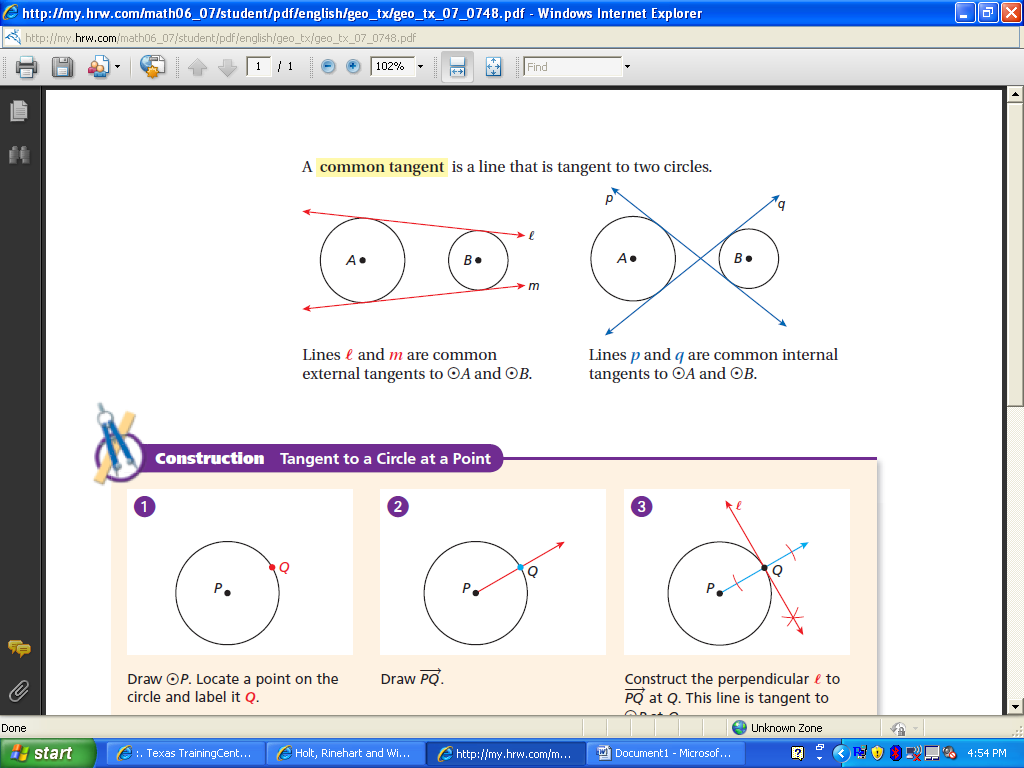 http://my.hrw.com/math06_07/student/pdf/english/geo_tx/geo_tx_07_0748.pdf - Windows Internet Explorer
http://my.hrw.com/math06_07/student/pdf/english/geo_tx/geo_tx_07_0748.pdf
1 / 1 102% Find
A common tangent is a line that is tangent to two circles.
p q
ℓ
A B A B
m
Lines ℓ and m are common
external tangents to ⊙A and ⊙B.
Lines p and q are common internal
tangents to ⊙A and ⊙B.
Construction Tangent to a Circle at a Point
1
P Q
Draw ⊙P. Locate a point on the
circle and label it Q.
2
P Q
Draw PQ.
3
ℓ
P Q
Construct the perpendicular ℓ to
PQ at Q. This line is tangent to
⊙P at Q.
Done Unknown Zone
start :. Texas TrainingCent... Holt, Rinehart and Wi... http://my.hrw.com/m... Document1 - Microsof... 4:54 PM